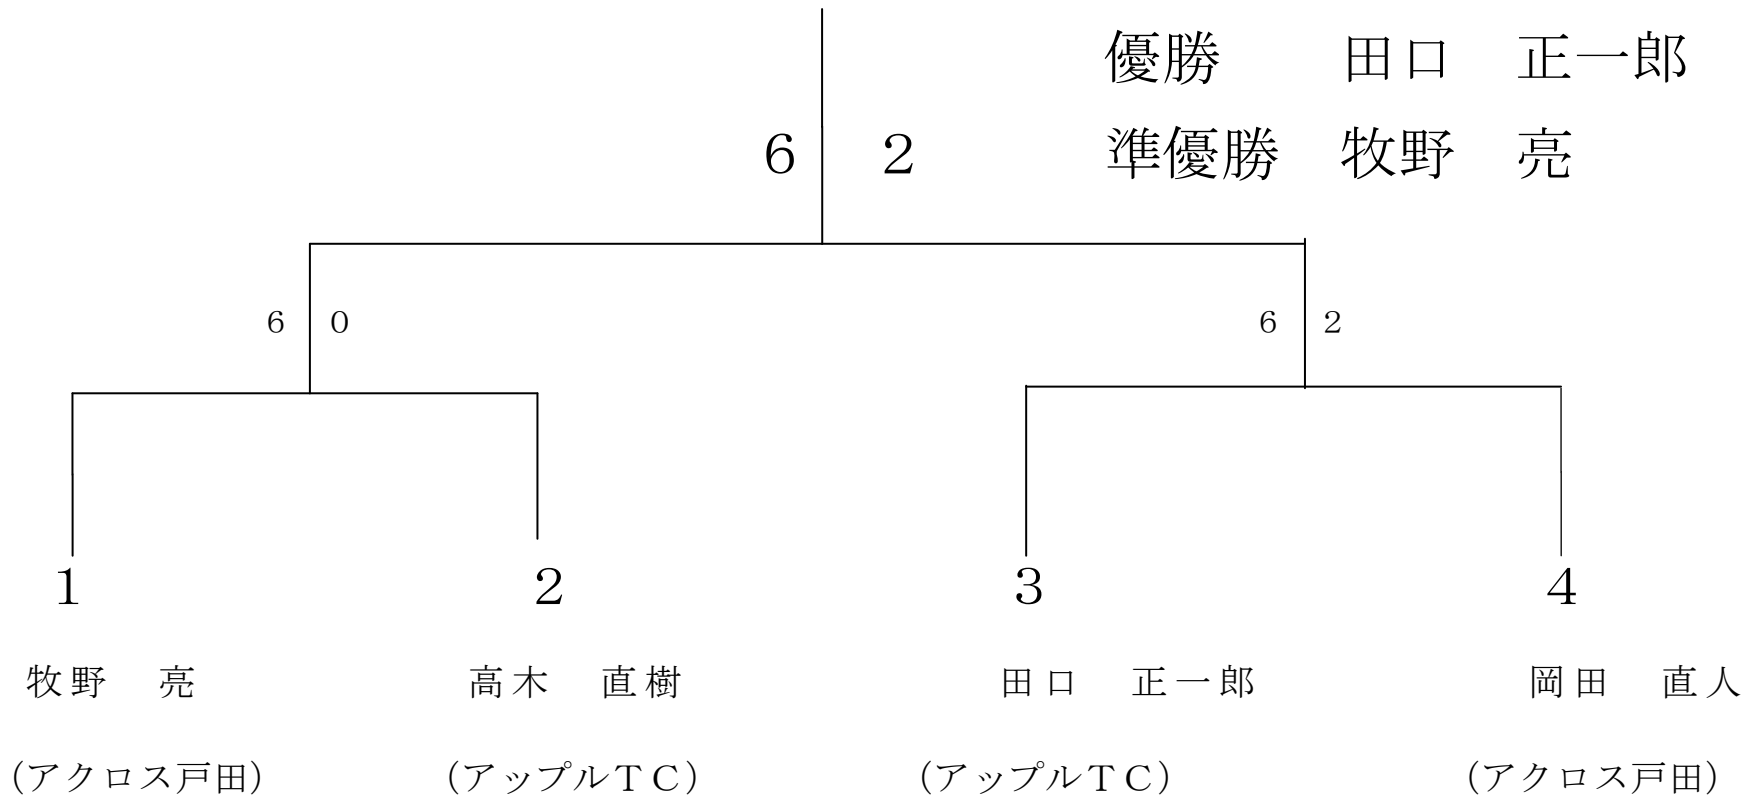 優勝　　田口　正一郎
６　２　準優勝　牧野　亮
６　０　６　２
１　２　３　４
牧野　亮　高木　直樹　田口　正一郎　岡田　直人
（アクロス戸田）　（アップルＴＣ）　（アップルＴＣ）　（アクロス戸田）